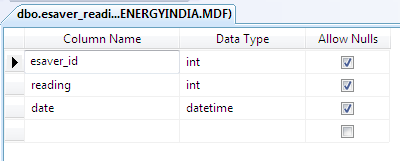 dbo.esaver_readi...ENERGYINDIA.MDF)
Column Name Data Type Allow Nulls
esaver_id int
reading int
date datetime